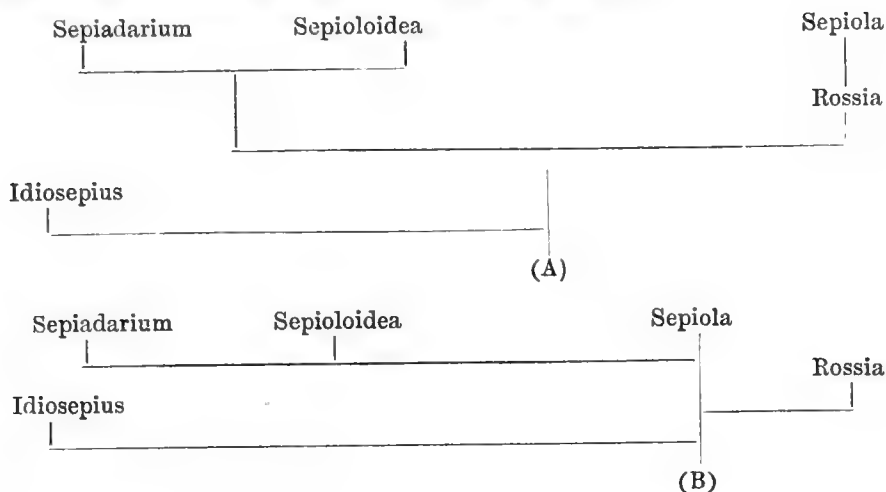 Sepiadarium Sepioloidea Sepiola
Rossia
Idiosepius
(A)
Sepiadarium Sepioloidea Sepiola
Rossia
Idiosepius
(B)